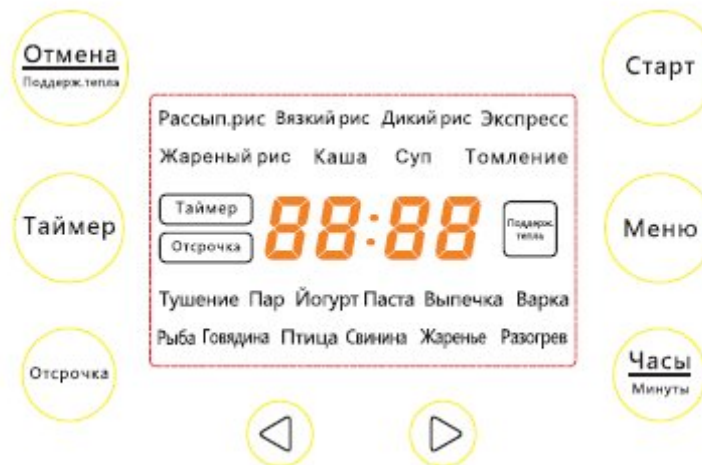 Отмена
Поддерж.тепла
Старт
Рассып.рис Вязкий рис Дикий рис Экспресс
Жареный рис Каша Суп Томление
Таймер
Таймер
Отсрочка
88:88
Поддерж.
тепла
Меню
Тушение Пар Йогурт Паста Выпечка Варка
Рыба Говядина Птица Свинина Жаренье Разогрев
Отсрочка
Часы
Минуты